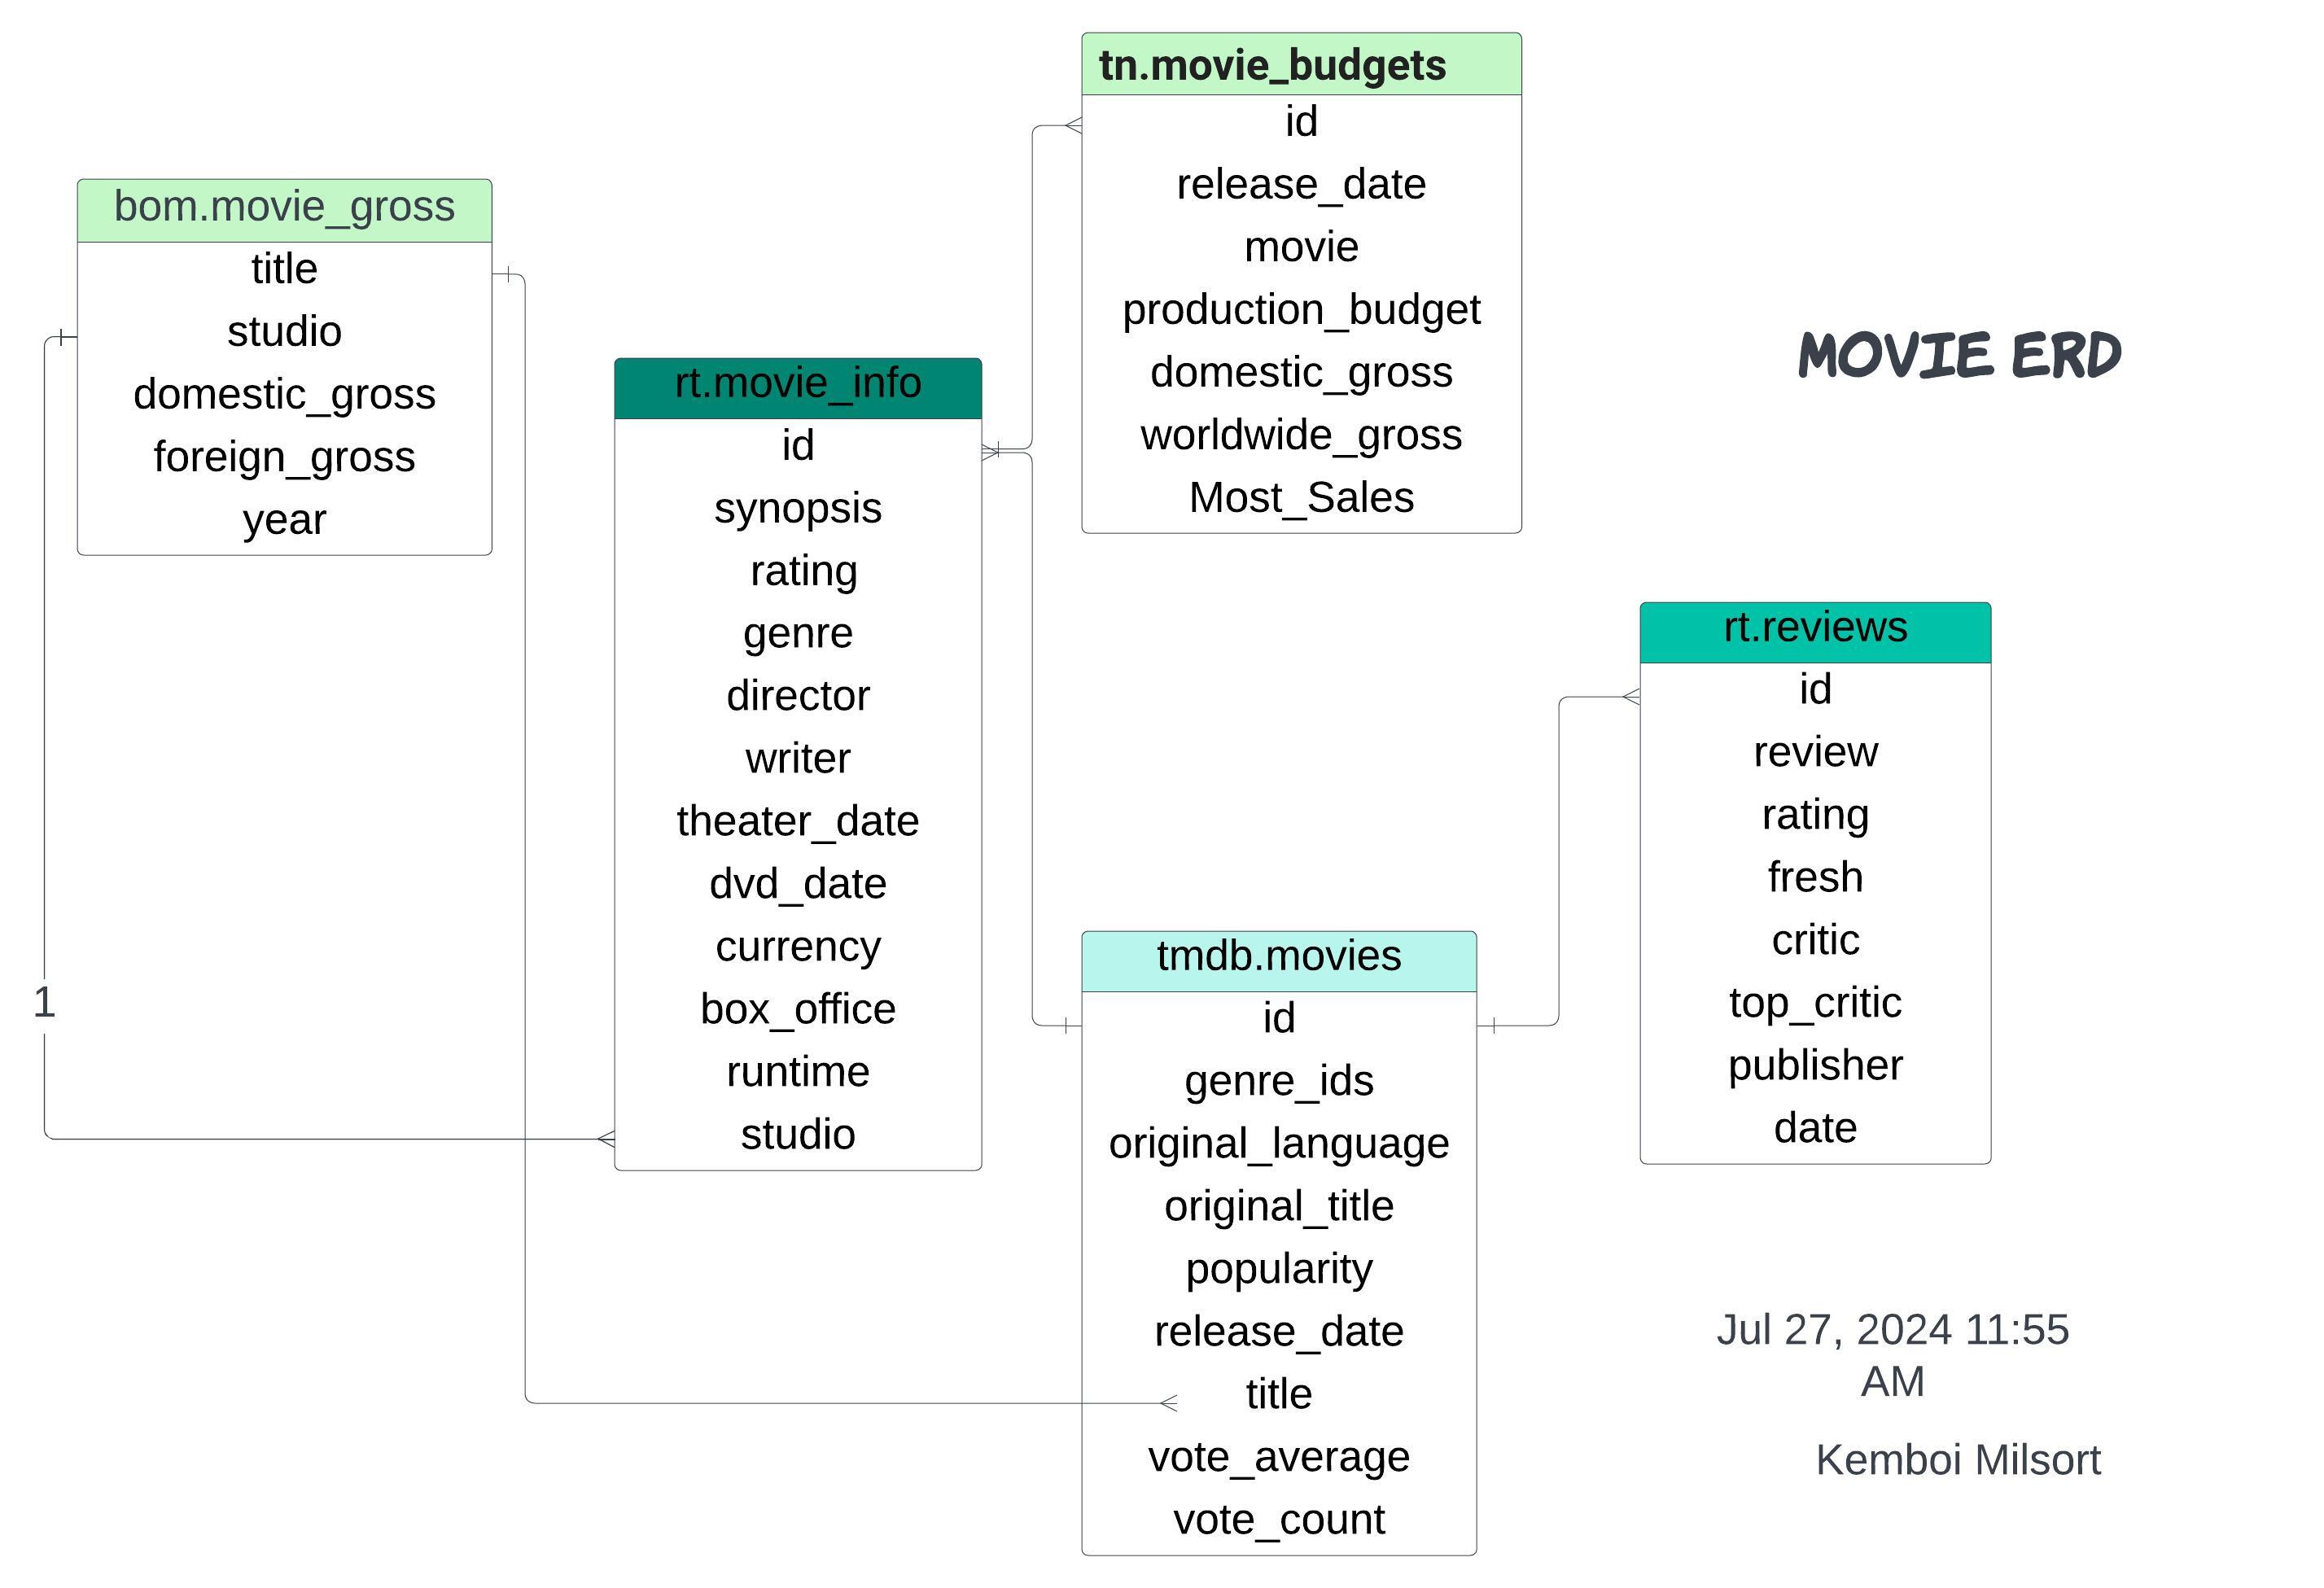 tn.movie_budgets
id
release_date
movie
production_budget
domestic_gross
worldwide_gross
Most_Sales
bom.movie_gross
title
studio
domestic_gross
foreign_gross
year
MOVIE ERD
rt.movie_info
id
synopsis
rating
genre
director
writer
theater_date
dvd_date
currency
box_office
runtime
studio
rt.reviews
id
review
rating
fresh
critic
top_critic
publisher
date
tmdb.movies
id
genre_ids
original_language
original_title
popularity
release_date
title
vote_average
vote_count
1
Jul 27, 2024 11:55
AM
Kemboi Milsort